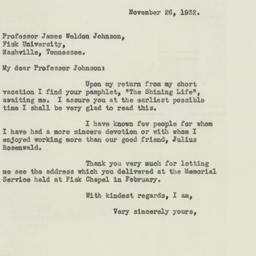 November 26, 1932.
Professor James Weldon Johnson,
Fisk University,
Nashville, Tennessee.
My dear Professor Johnson:
Upon my return from my short
vacation I find your pamphlet, "The Shining Life",
awaiting me. I assure you at the earliest possible
time I shall be very glad to read this.
I have known few people for whom
I have had a more sincere devotion or with whom I
enjoyed working more than our good friend, Julius
Rosenwald.
Thank you very much for letting
me see the address which you delivered at the Memorial
Service held at Fisk Chapel in February.
With kindest regards, I am,
Very sincerely yours,